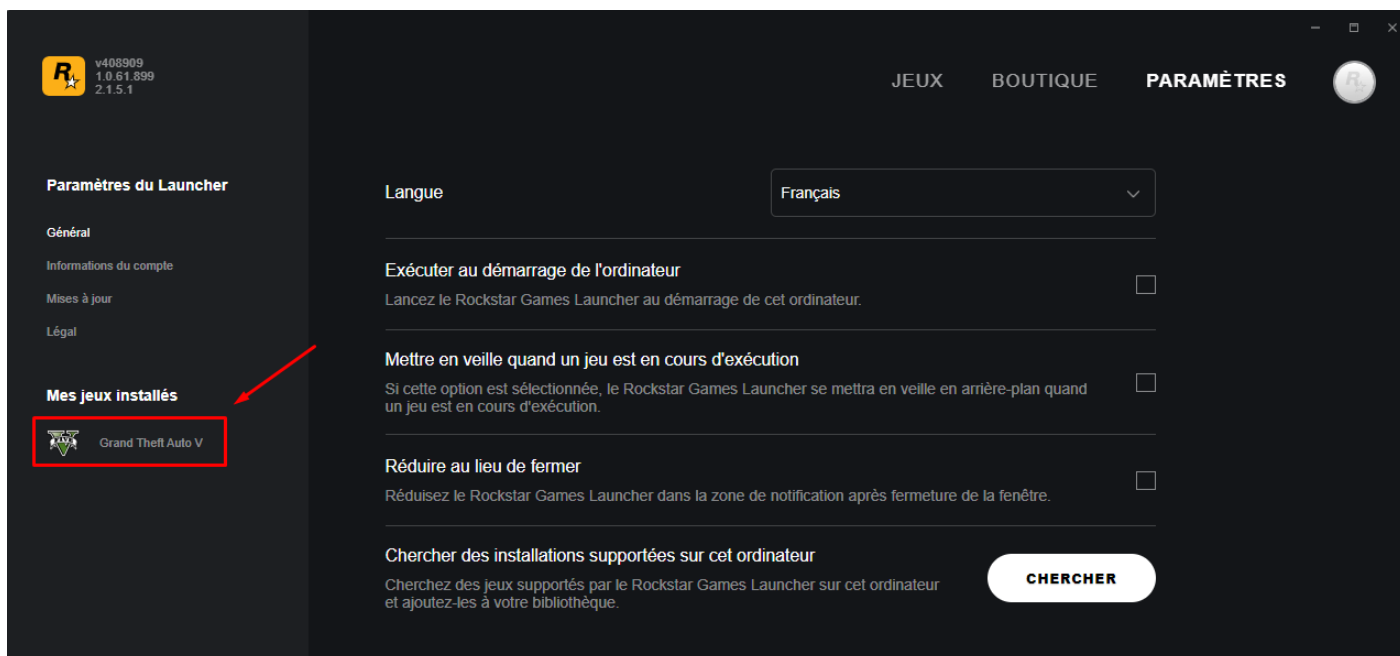 v408909
1.0.61.899
2.1.5.1
JEUX
BOUTIQUE
PARAMÈTRES
Paramètres du Launcher
Général
Informations du compte
Mises à jour
Légal
Mes jeux installés
Grand Theft Auto V
Langue
Français
Exécuter au démarrage de l'ordinateur
Lancez le Rockstar Games Launcher au démarrage de cet ordinateur.
Mettre en veille quand un jeu est en cours d'exécution
Si cette option est sélectionnée, le Rockstar Games Launcher se mettra en veille en arrière-plan quand
un jeu est en cours d'exécution.
Réduire au lieu de fermer
Réduisez le Rockstar Games Launcher dans la zone de notification après fermeture de la fenêtre.
Chercher des installations supportées sur cet ordinateur
Cherchez des jeux supportés par le Rockstar Games Launcher sur cet ordinateur
et ajoutez-les à votre bibliothèque.
CHERCHER